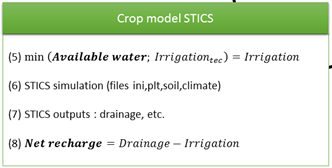 Crop model STICS
(5) min (Available water; Irrigation_tec) = Irrigation
(6) STICS simulation (files ini,plt,soil,climate)
(7) STICS outputs : drainage, etc.
(8) Net recharge = Drainage − Irrigation